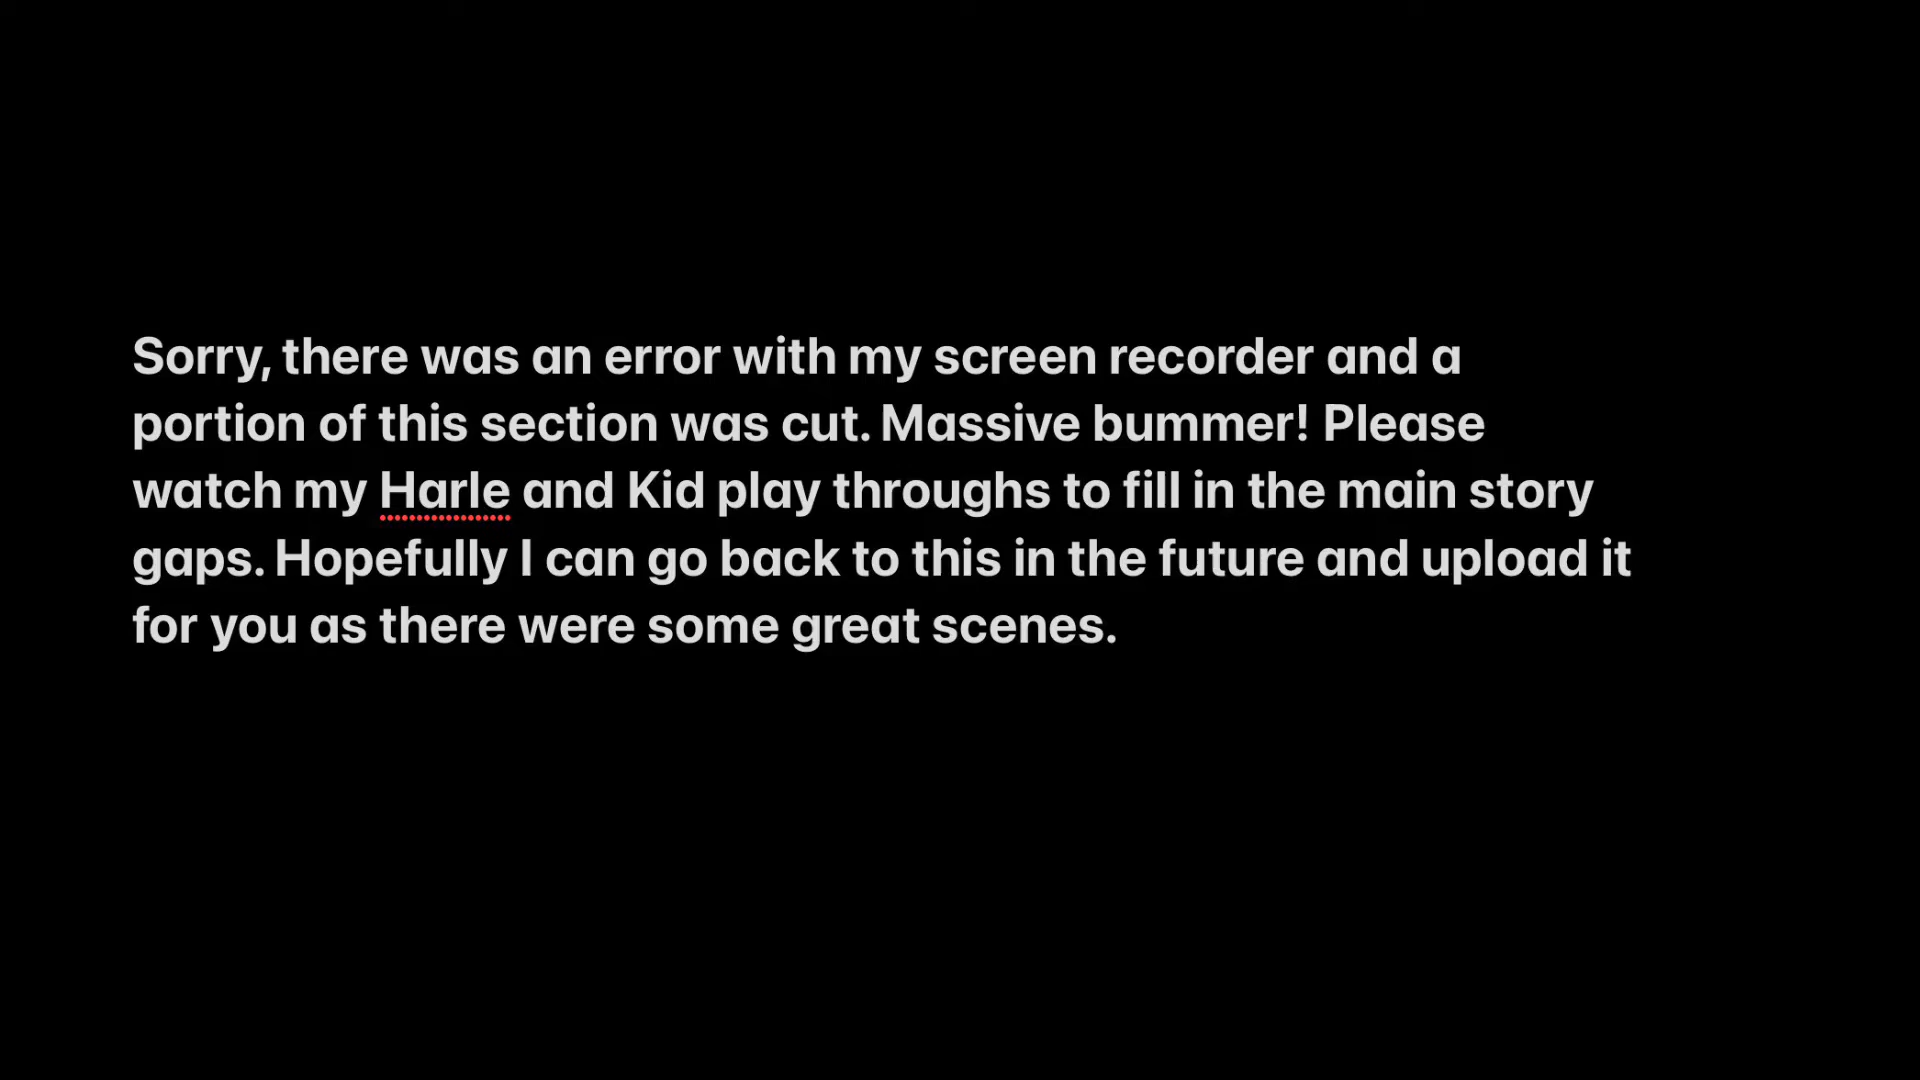 Sorry, there was an error with my screen recorder and a
portion of this section was cut. Massive bummer! Please
watch my Harle and Kid play throughs to fill in the main story
gaps. Hopefully I can go back to this in the future and upload it
for you as there were some great scenes.